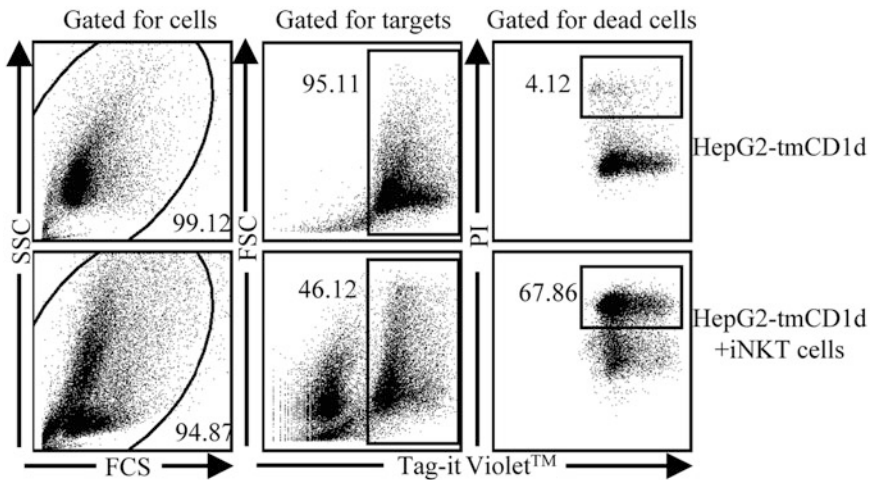 Gated for cells
Gated for targets
Gated for dead cells
SSC
99.12
FSC
95.11
PI
4.12
HepG2-tmCD1d
94.87
46.12
67.86
HepG2-tmCD1d
+iNKT cells
FCS
Tag-it Violet™